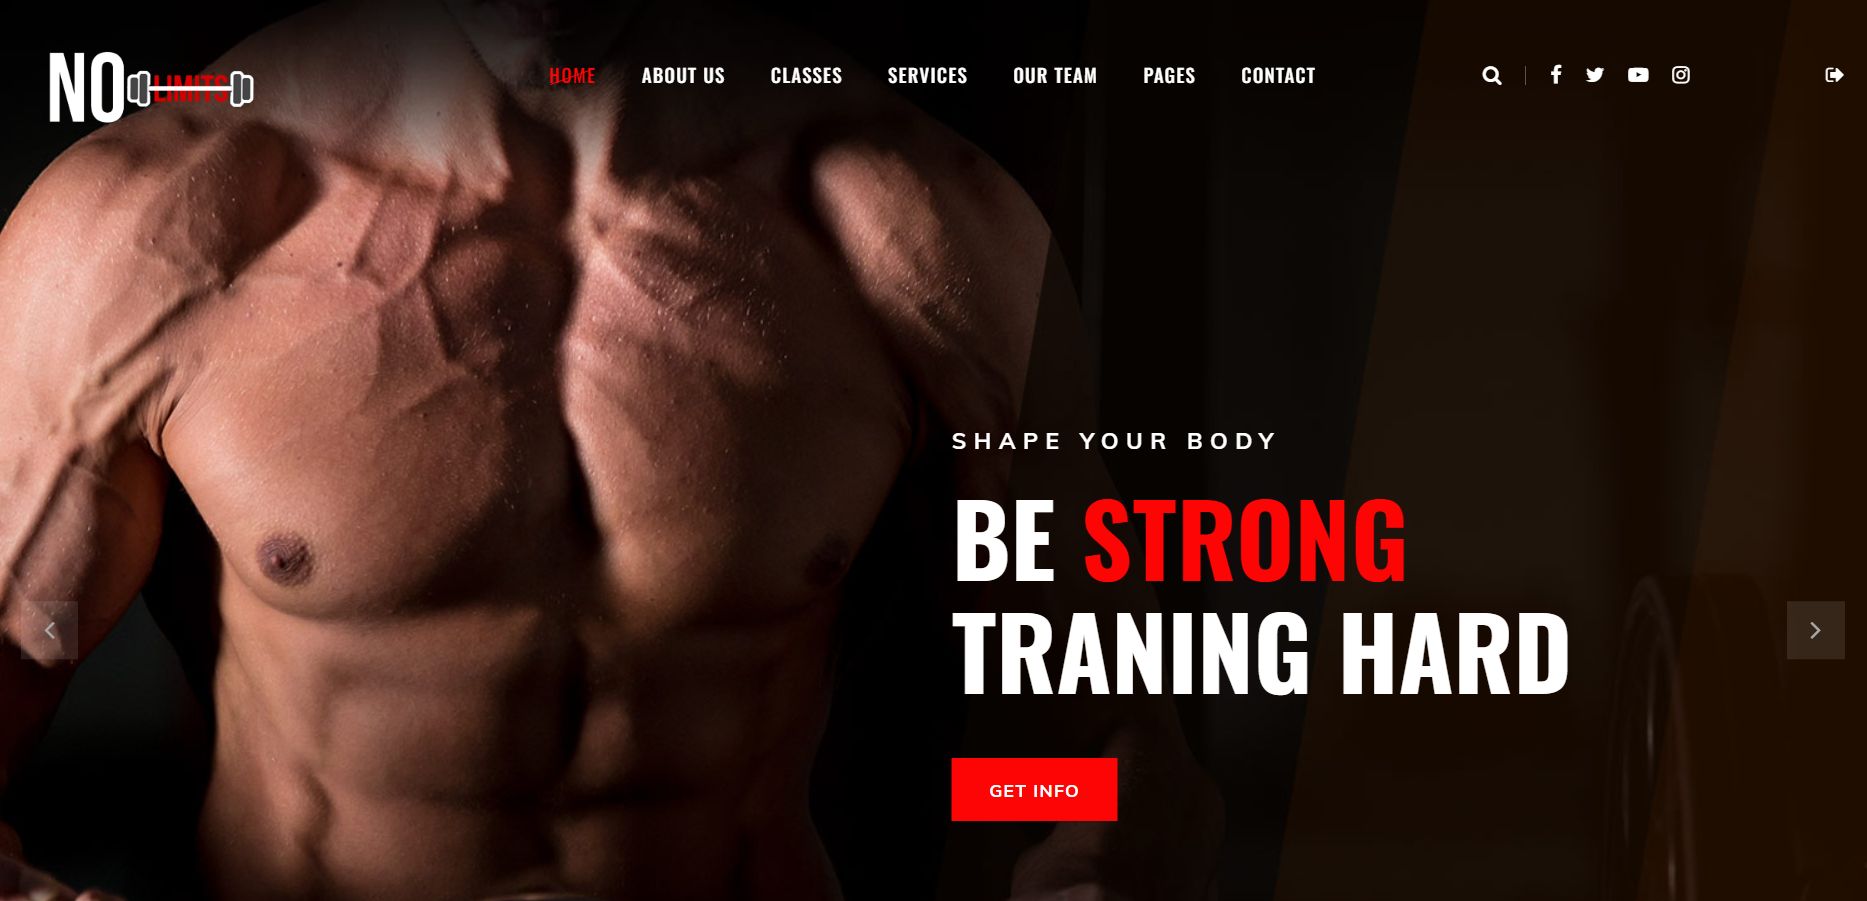 NO LIMITS
HOME ABOUT US CLASSES SERVICES OUR TEAM PAGES CONTACT
SHAPE YOUR BODY
BE STRONG
TRANING HARD
GET INFO